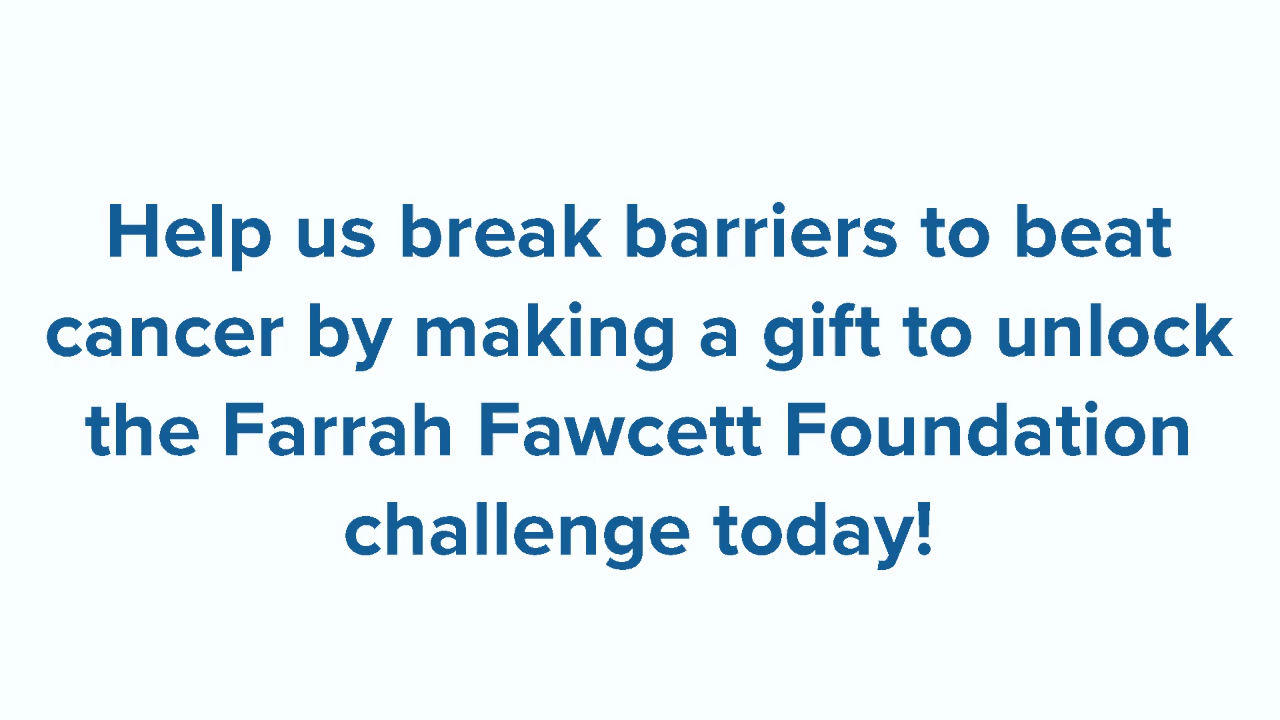 Help us break barriers to beat
cancer by making a gift to unlock
the Farrah Fawcett Foundation
challenge today!